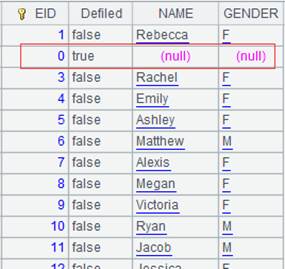 EID Defiled NAME GENDER
1 false Rebecca F
0 true (null) (null)
3 false Rachel F
4 false Emily F
5 false Ashley F
6 false Matthew M
7 false Alexis F
8 false Megan F
9 false Victoria F
10 false Ryan M
11 false Jacob M
12 false Jessica F